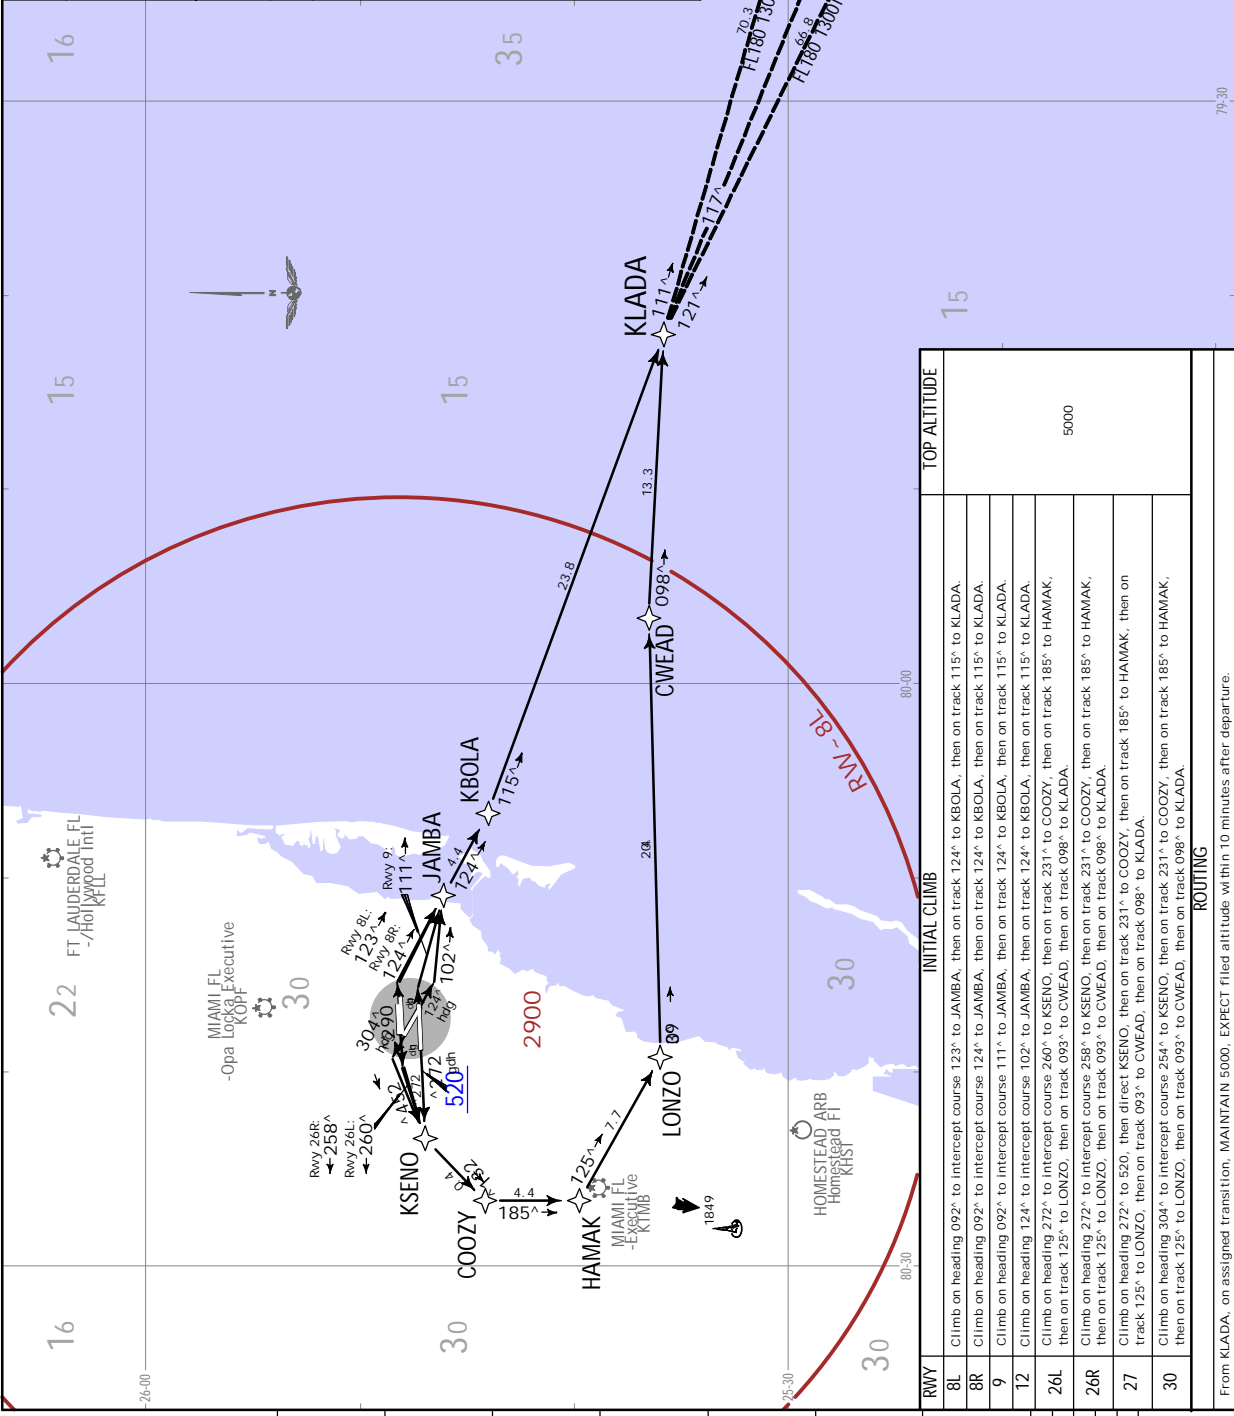 16
35
70.3
FL180 1300
66.8
FL180 1300
79-30
FT LAUDERDALE FL
-/Hollywood Intl
KFLL
22
MIAMI FL
-Opa Locka Executive
KOPF
30
N
15
15
15
KLADA
111^
117^
121^
23.8
13.3
098^
CWEAD
80-00
RW - 8L
KBOLA
115^
JAMBA
4.4
124^
Rwy 9:
111^
Rwy 8L:
123^
Rwy 8R:
124^
102^
124^
hdg
304^
290
2900
272
520
Rwy 26R:
258^
Rwy 26L:
260^
KSENO
COOZY
4.4
185^
HAMAK
125^
7.7
LONZO
MIAMI FL
-Executive
KTMB
1849
HOMESTEAD ARB
Homestead Fl
KHST
30
16
30
30
26-00
25-30
80-30
RWY INITIAL CLIMB TOP ALTITUDE
8L Climb on heading 092^ to intercept course 123^ to JAMBA, then on track 124^ to KBOLA, then on track 115^ to KLADA.
8R Climb on heading 092^ to intercept course 124^ to JAMBA, then on track 124^ to KBOLA, then on track 115^ to KLADA.
9 Climb on heading 092^ to intercept course 111^ to JAMBA, then on track 124^ to KBOLA, then on track 115^ to KLADA.
12 Climb on heading 124^ to intercept course 102^ to JAMBA, then on track 124^ to KBOLA, then on track 115^ to KLADA.
26L Climb on heading 272^ to intercept course 260^ to KSENO, then on track 231^ to COOZY, then on track 185^ to HAMAK,
then on track 125^ to LONZO, then on track 093^ to CWEAD, then on track 098^ to KLADA.
26R Climb on heading 272^ to intercept course 258^ to KSENO, then on track 231^ to COOZY, then on track 185^ to HAMAK,
then on track 125^ to LONZO, then on track 093^ to CWEAD, then on track 098^ to KLADA.
27 Climb on heading 272^ to 520, then direct KSENO, then on track 231^ to COOZY, then on track 185^ to HAMAK, then on
track 125^ to LONZO, then on track 093^ to CWEAD, then on track 098^ to KLADA.
30 Climb on heading 304^ to intercept course 254^ to KSENO, then on track 231^ to COOZY, then on track 185^ to HAMAK,
then on track 125^ to LONZO, then on track 093^ to CWEAD, then on track 098^ to KLADA.
5000
ROUTING
From KLADA, on assigned transition, MAINTAIN 5000, EXPECT filed altitude within 10 minutes after departure.